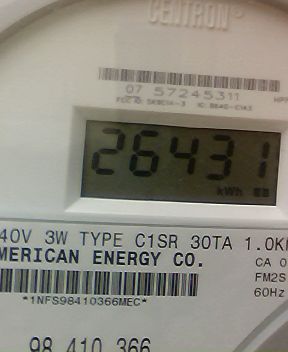 CENTRON®
07 57245311
26431
kWh
40V 3W TYPE C1SR 30TA 1.0K
MERICAN ENERGY CO.
CA 0
FM2S
*1NFS98410366MEC*
60Hz
98 410 366